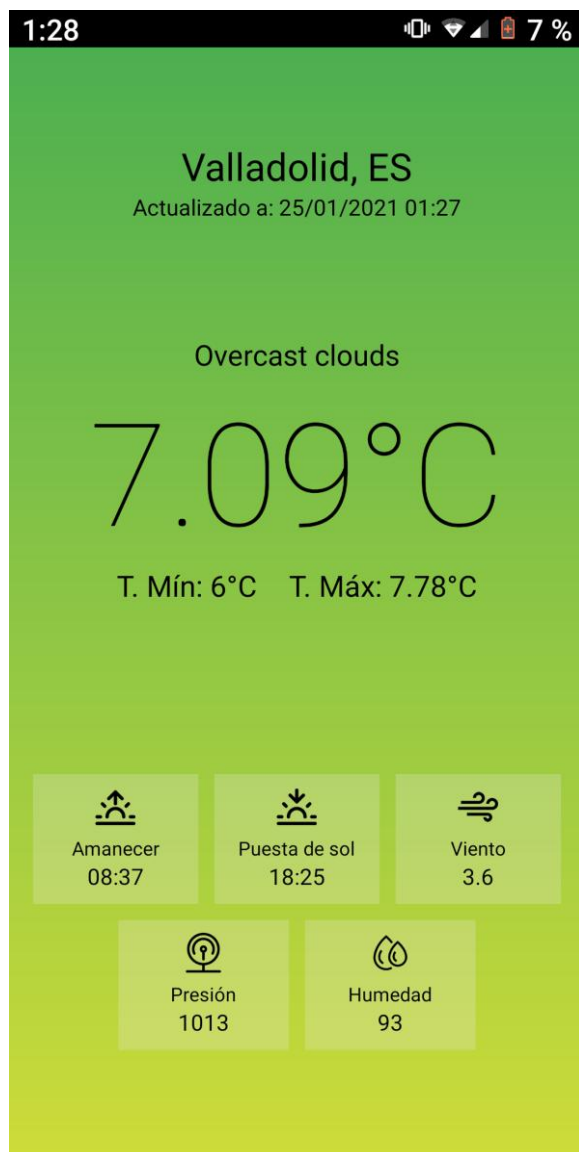 1:28 7 %
Valladolid, ES
Actualizado a: 25/01/2021 01:27
Overcast clouds
7.09°C
T. Mín: 6°C T. Máx: 7.78°C
Amanecer
08:37
Puesta de sol
18:25
Viento
3.6
Presión
1013
Humedad
93